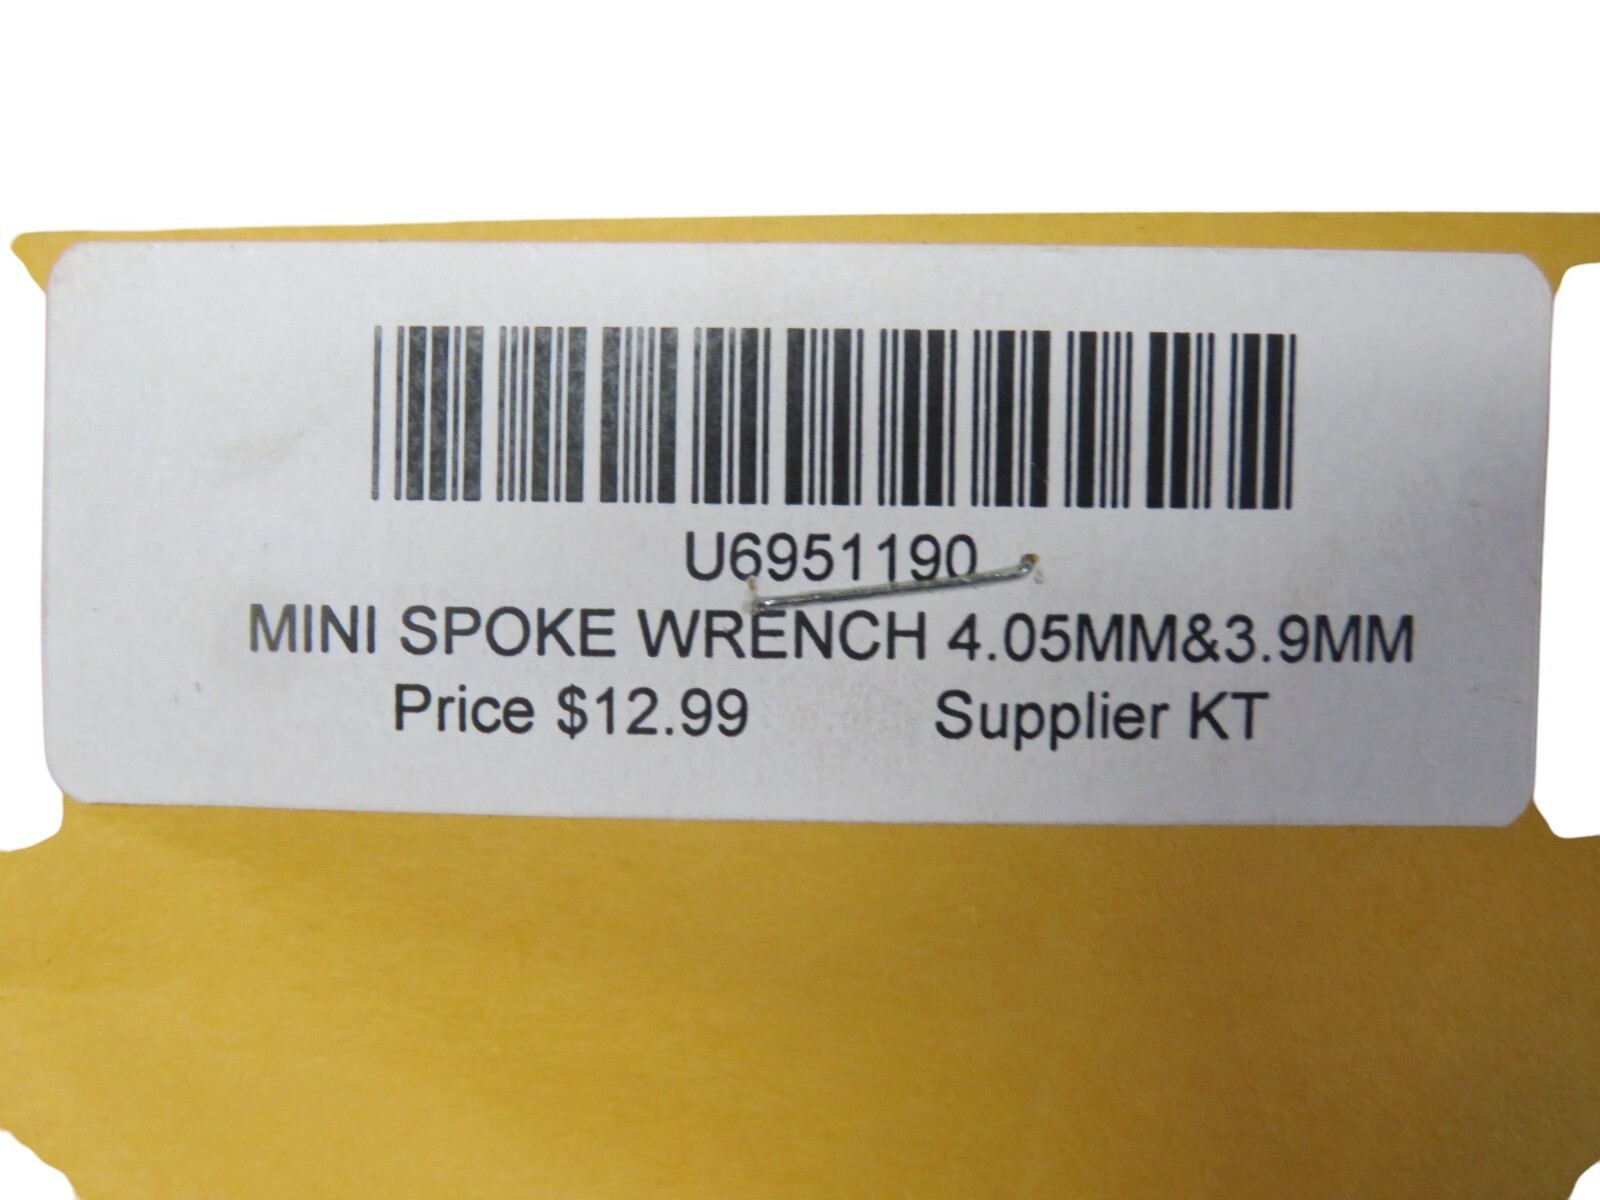 U6951190
MINI SPOKE WRENCH 4.05MM&3.9MM
Price $12.99 Supplier KT